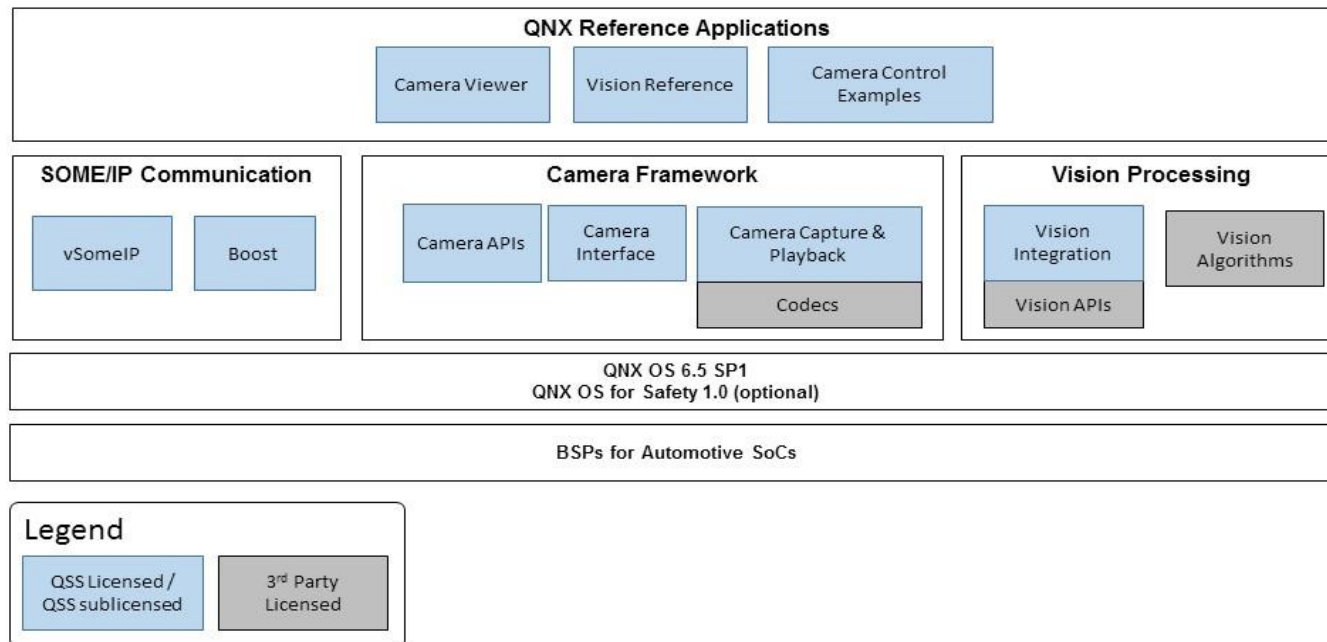 QNX Reference Applications
Camera Viewer
Vision Reference
Camera Control
Examples
SOME/IP Communication
vSomeIP
Boost
Camera Framework
Camera APIs
Camera
Interface
Camera Capture &
Playback
Codecs
Vision Processing
Vision
Integration
Vision APIs
Vision
Algorithms
QNX OS 6.5 SP1
QNX OS for Safety 1.0 (optional)
BSPs for Automotive SoCs
Legend
QSS Licensed /
QSS sublicensed
3rd Party
Licensed